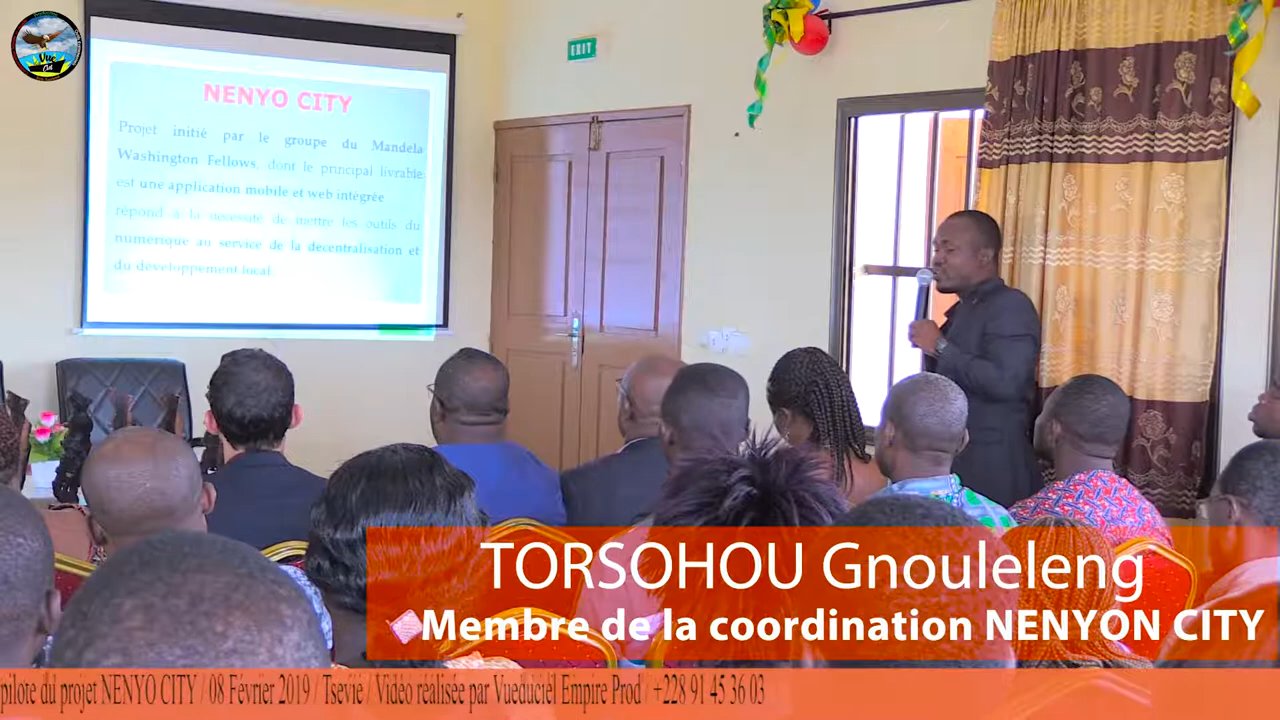 Vue
Ciel
EXIT
NENYO CITY
Projet initié par le groupe du Mandela
Washington Fellows, dont le principal livrable
est une application mobile et web intégrée
répond à la nécessité de mettre les outils du
numérique au service de la décentralisation et
du développement local.
TORSOHOU Gnouleleng
Membre de la coordination NENYON CITY
pilote du projet NENYO CITY / 08 Février 2019 / Tsévié / Vidéo réalisée par Vueduciel Empire Prod / +228 91 45 36 03